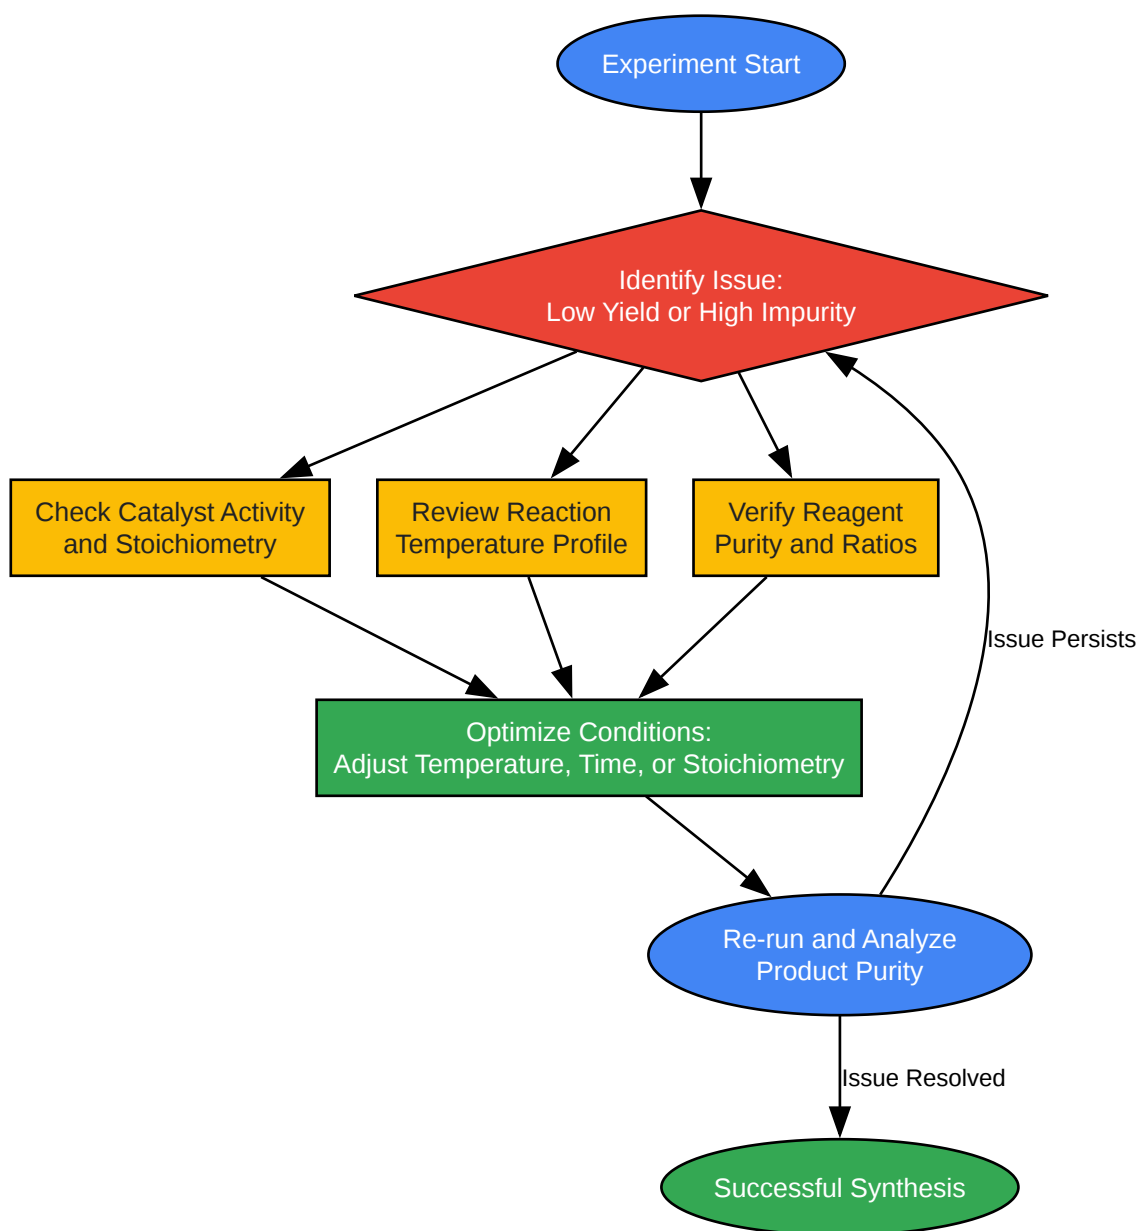 Experiment Start
Identify Issue:
Low Yield or High Impurity
Check Catalyst Activity
and Stoichiometry
Review Reaction
Temperature Profile
Verify Reagent
Purity and Ratios
Issue Persists
Optimize Conditions:
Adjust Temperature, Time, or Stoichiometry
Re-run and Analyze
Product Purity
Issue Resolved
Successful Synthesis